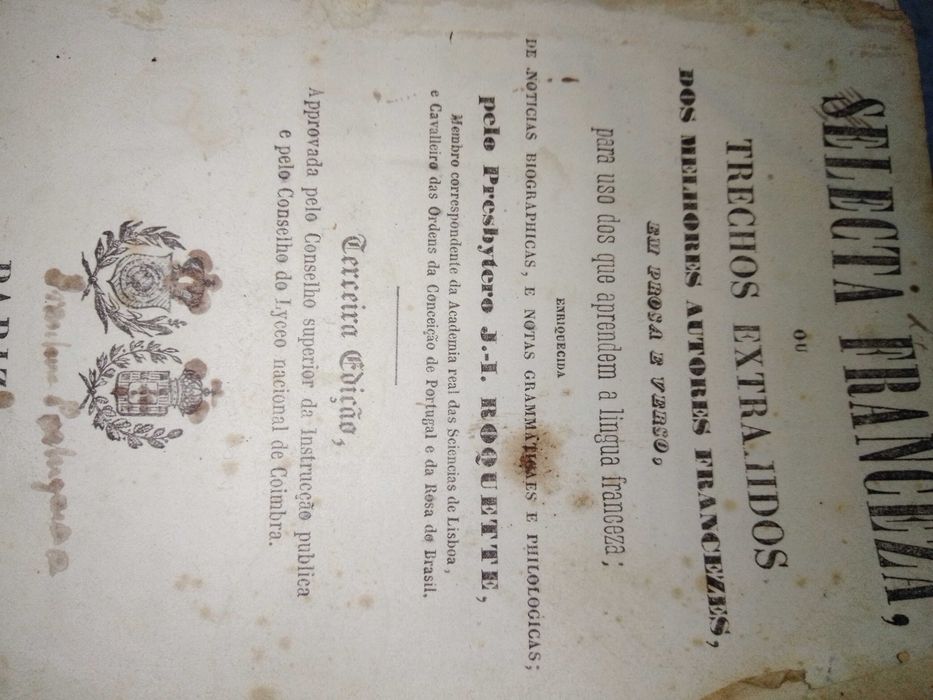 SELECTA FRANCEZA,
OU
TRECHOS EXTRAHIDOS
DOS MELHORES AUTORES FRANCEZES,
EM PROSA E VERSO,
para uso dos que aprendem a lingua franceza;
ENRIQUECIDA
DE NOTICIAS BIOGRAPHICAS, E NOTAS GRAMMATICAES E PHILOLOGICAS;
pelo Presbytero J.-I. ROQUETTE,
Membro correspondente da Academia real das Sciencias de Lisboa,
e Cavalleiro das Ordens da Conceição de Portugal e da Rosa do Brasil.
Terceira Edição,
Approvada pelo Conselho superior da Instrucção publica
e pelo Conselho do Lyceo nacional de Coimbra.
PARIZ